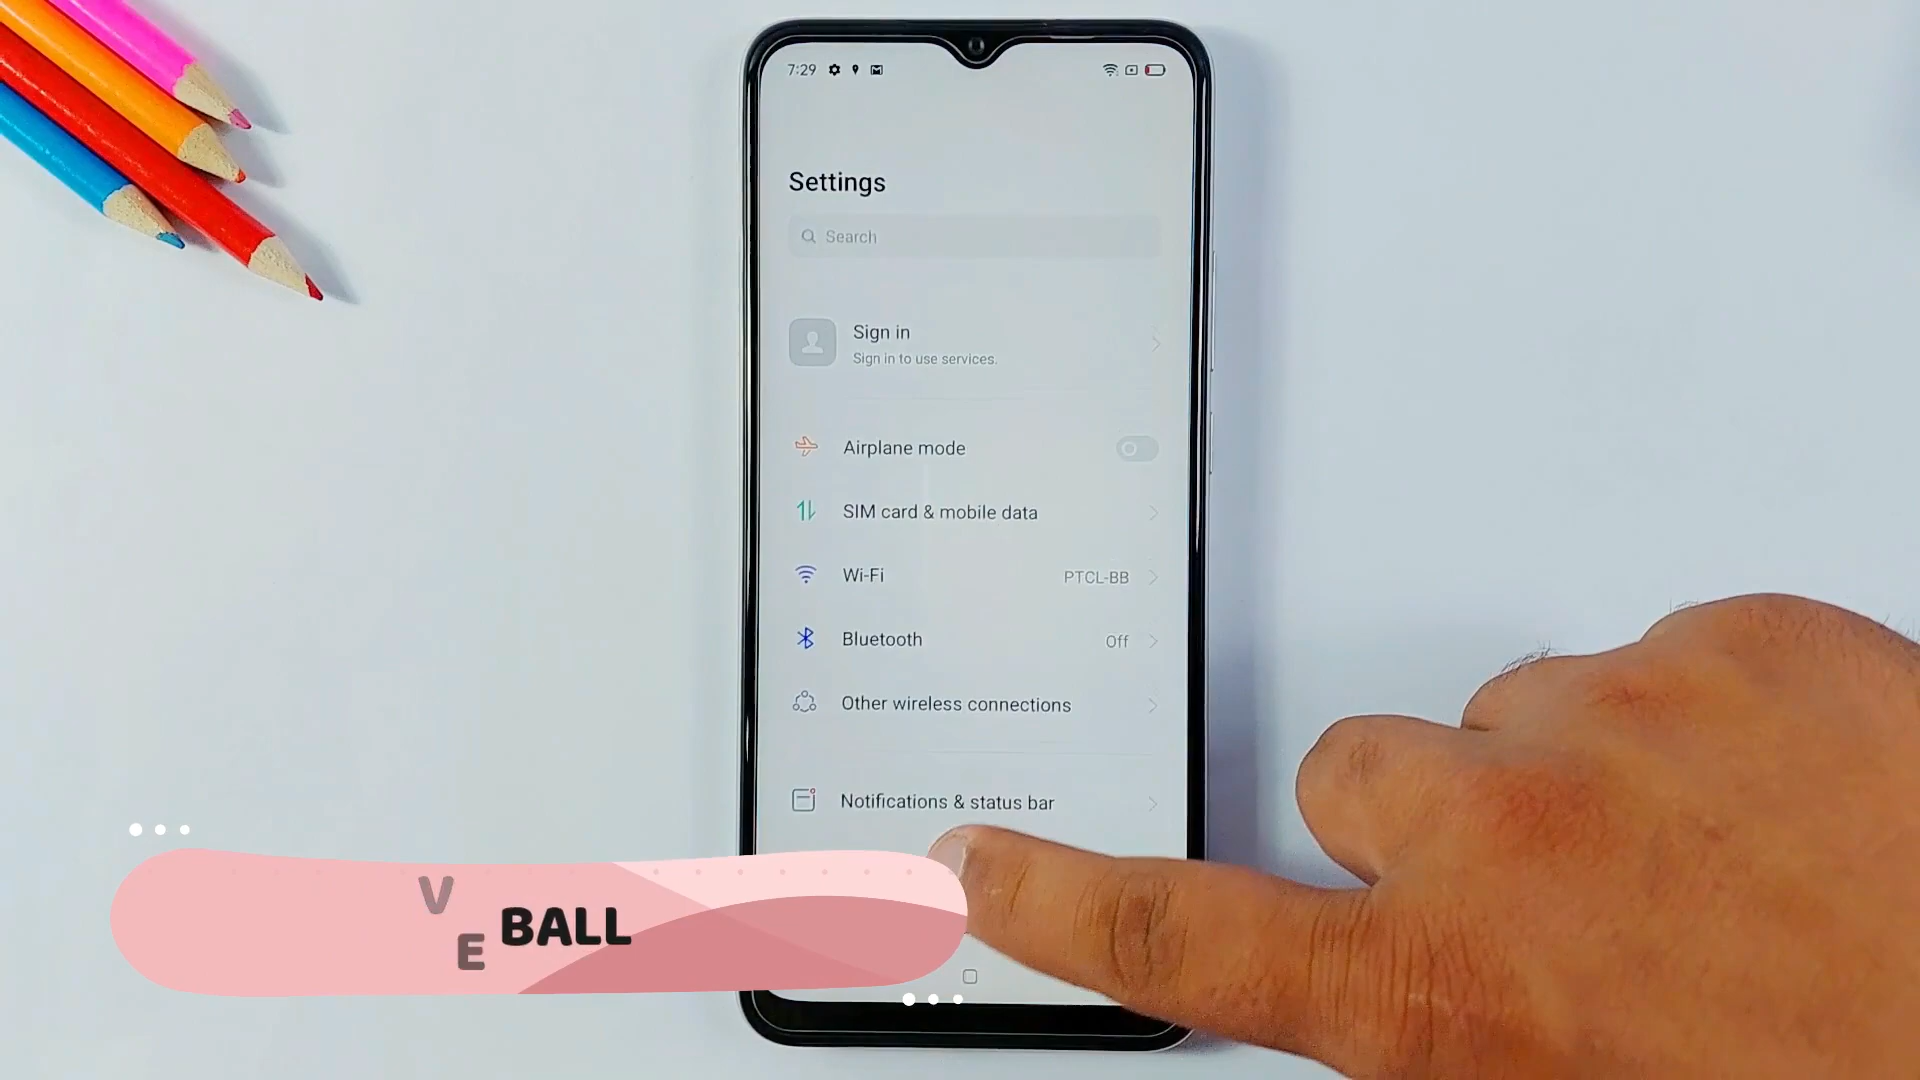 7:29
Settings
Search
Sign in
Sign in to use services.
Airplane mode
SIM card & mobile data
Wi-Fi PTCL-BB
Bluetooth Off
Other wireless connections
Notifications & status bar
VE BALL